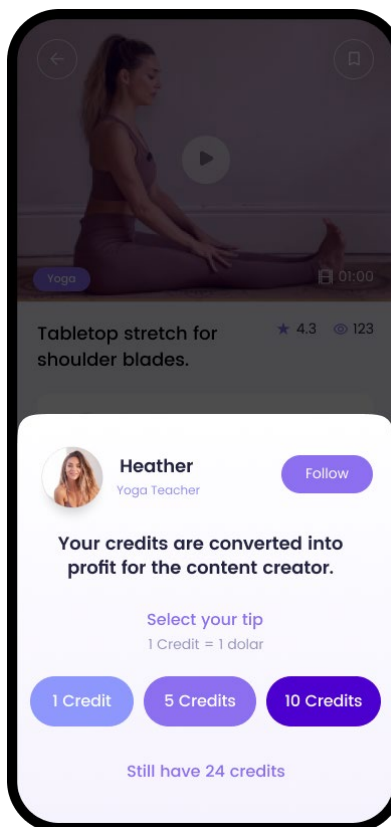 Yoga
01:00
Tabletop stretch for
shoulder blades.
4.3
123
Heather
Yoga Teacher
Follow
Your credits are converted into
profit for the content creator.
Select your tip
1 Credit = 1 dolar
1 Credit
5 Credits
10 Credits
Still have 24 credits